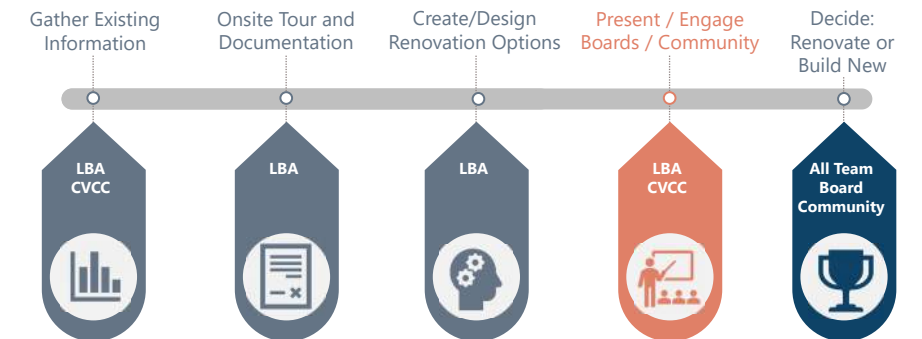 Gather Existing
Information
Onsite Tour and
Documentation
Create/Design
Renovation Options
Present / Engage
Boards / Community
Decide:
Renovate or
Build New
LBA
CVCC
LBA
LBA
LBA
CVCC
All Team
Board
Community